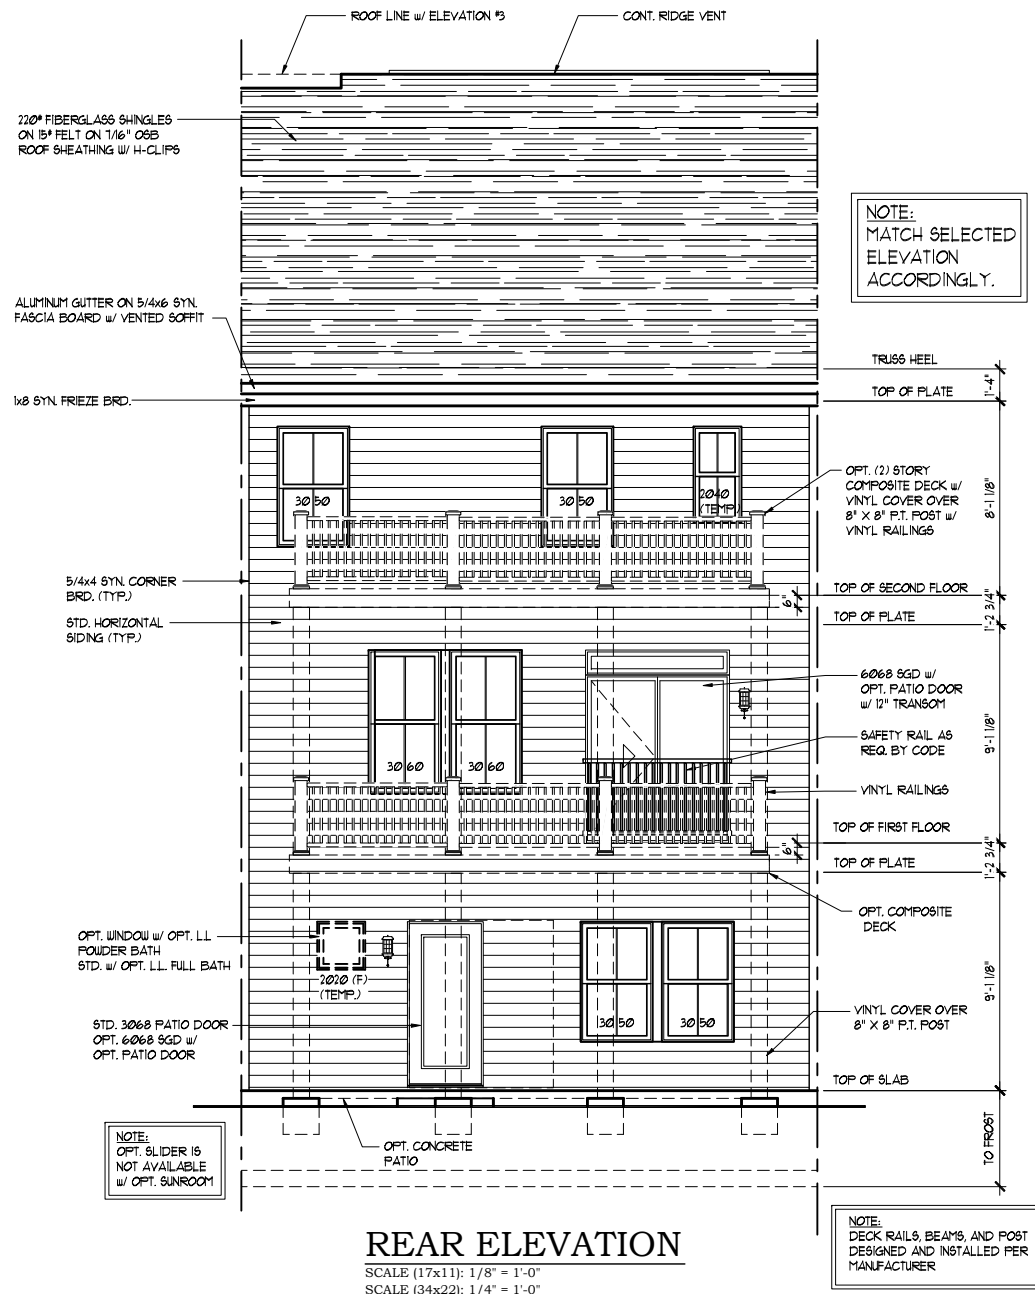 ROOF LINE w/ ELEVATION #3
CONT. RIDGE VENT
220# FIBERGLASS SHINGLES
ON 15# FELT ON 7/16" OSB
ROOF SHEATHING W/ H-CLIPS
NOTE:
MATCH SELECTED
ELEVATION
ACCORDINGLY.
ALUMINUM GUTTER ON 5/4x6 SYN.
FASCIA BOARD w/ VENTED SOFFIT
1x8 SYN. FRIEZE BRD.
TRUSS HEEL
1'-4"
TOP OF PLATE
30 50
30 50
2040
(TEMP.)
OPT. (2) STORY
COMPOSITE DECK w/
VINYL COVER OVER
8" X 8" P.T. POST w/
VINYL RAILINGS
8'-1 1/8"
5/4x4 SYN. CORNER
BRD. (TYP.)
STD. HORIZONTAL
SIDING (TYP.)
TOP OF SECOND FLOOR
6"
1'-2 3/4"
TOP OF PLATE
6068 SGD w/
OPT. PATIO DOOR
w/ 12" TRANSOM
SAFETY RAIL AS
REQ. BY CODE
9'-1 1/8"
30 60
30 60
VINYL RAILINGS
TOP OF FIRST FLOOR
6"
1'-2 3/4"
TOP OF PLATE
OPT. COMPOSITE
DECK
OPT. WINDOW w/ OPT. LL
POWDER BATH
STD. w/ OPT. LL. FULL BATH
2020 (F)
(TEMP.)
9'-1 1/8"
STD. 3068 PATIO DOOR
OPT. 6068 SGD w/
OPT. PATIO DOOR
30 50
30 50
VINYL COVER OVER
8" X 8" P.T. POST
TOP OF SLAB
NOTE:
OPT. SLIDER IS
NOT AVAILABLE
w/ OPT. SUNROOM
OPT. CONCRETE
PATIO
TO FROST
REAR ELEVATION
SCALE (17x11): 1/8" = 1'-0"
SCALE (34x22): 1/4" = 1'-0"
NOTE:
DECK RAILS, BEAMS, AND POST
DESIGNED AND INSTALLED PER
MANUFACTURER